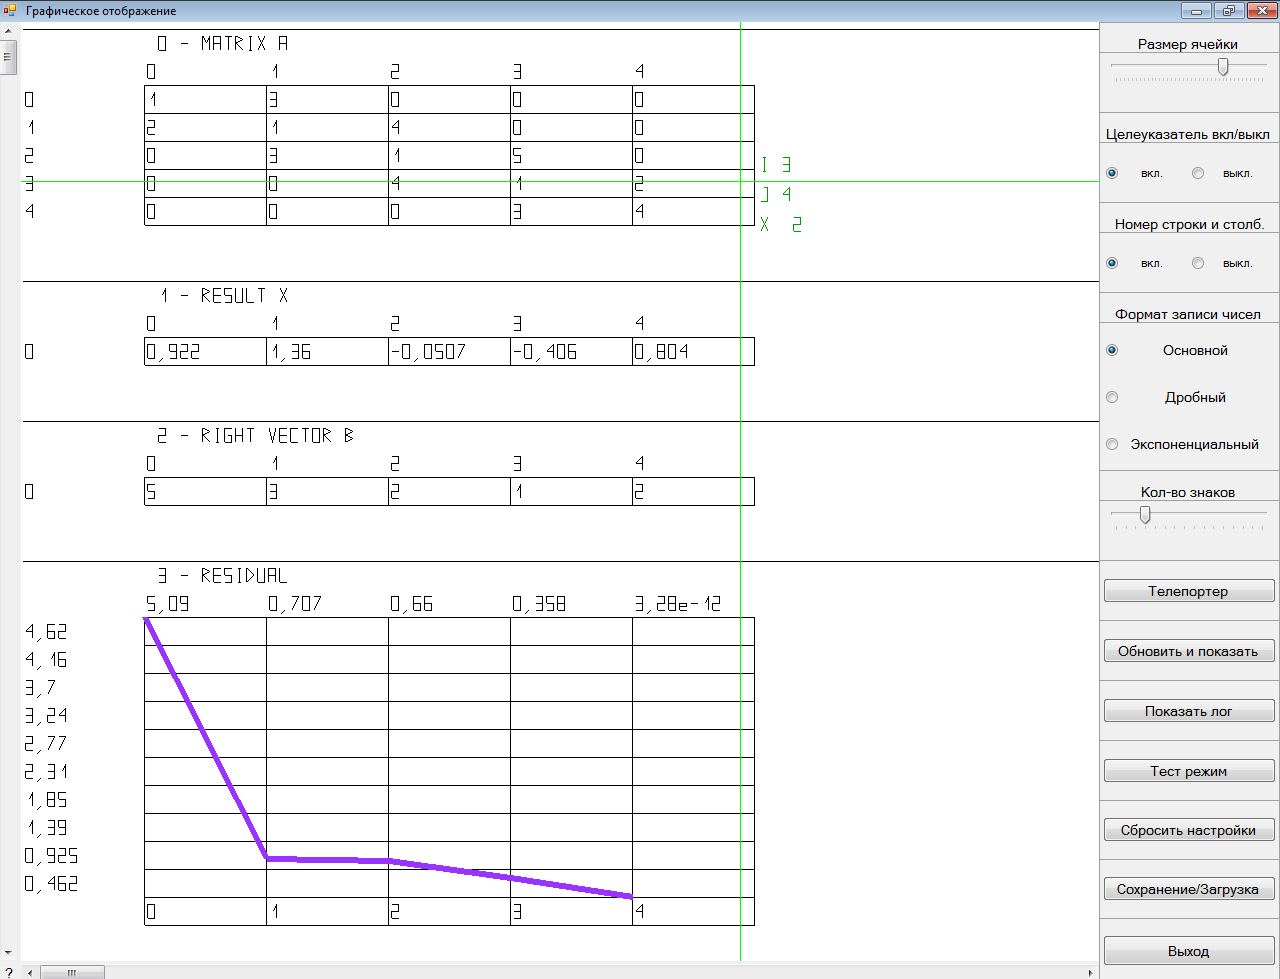 Графическое отображение
0 - MATRIX A
0 1 2 3 4
0 1 3 0 0 0
1 2 1 4 0 0
2 0 3 1 5 0
3 0 0 4 1 2
4 0 0 0 3 4
I 3
J 4
X 2
1 - RESULT X
0 1 2 3 4
0 0,922 1,36 -0,0507 -0,406 0,804
2 - RIGHT VECTOR B
0 1 2 3 4
0 5 3 2 1 2
3 - RESIDUAL
5,09 0,707 0,66 0,358 3,28e-12
4,62
4,16
3,7
3,24
2,77
2,31
1,85
1,39
0,925
0,462
0 1 2 3 4
?
Размер ячейки
Целеуказатель вкл/выкл
вкл. выкл.
Номер строки и столб.
вкл. выкл.
Формат записи чисел
Основной
Дробный
Экспоненциальный
Кол-во знаков
Телепортер
Обновить и показать
Показать лог
Тест режим
Сбросить настройки
Сохранение/Загрузка
Выход